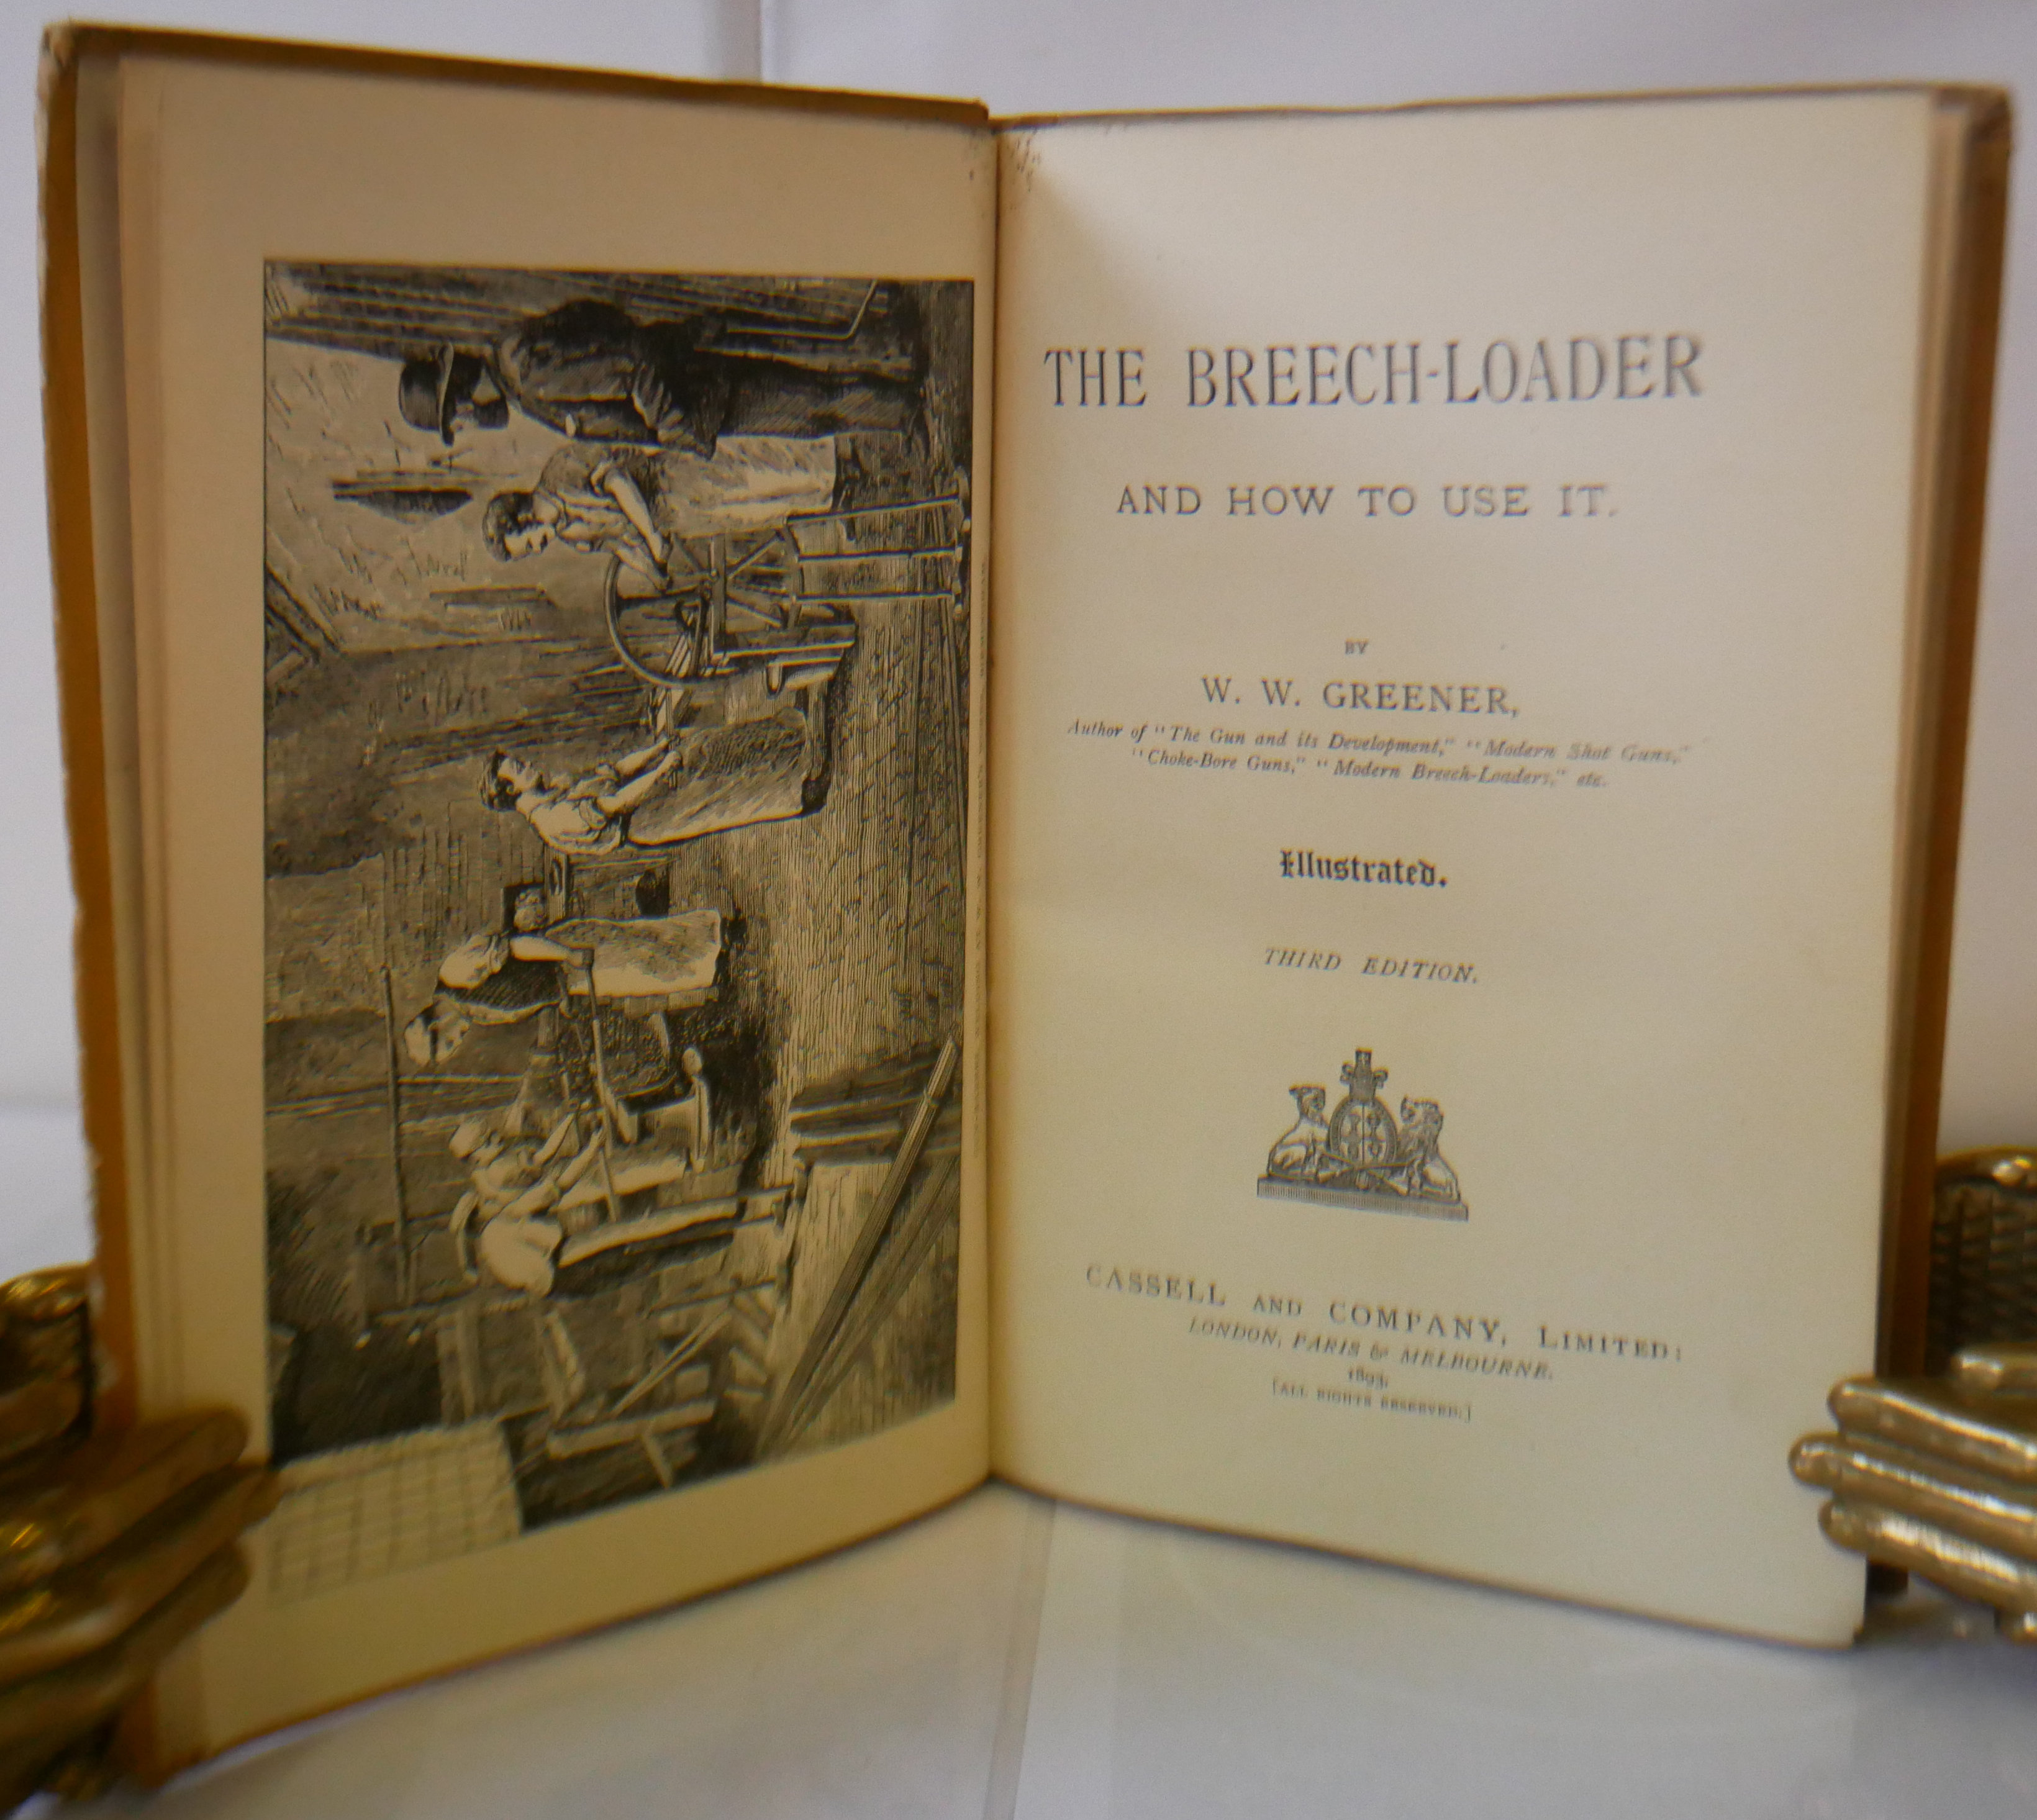 THE BREECH-LOADER
AND HOW TO USE IT.
BY
W. W. GREENER,
Author of "The Gun and its Development," "Modern Shot Guns,"
"Choke-Bore Guns," "Modern Breech-Loaders," etc.
Illustrated.
THIRD EDITION.
CASSELL AND COMPANY, LIMITED:
LONDON, PARIS & MELBOURNE.
1893.
[ALL RIGHTS RESERVED.]